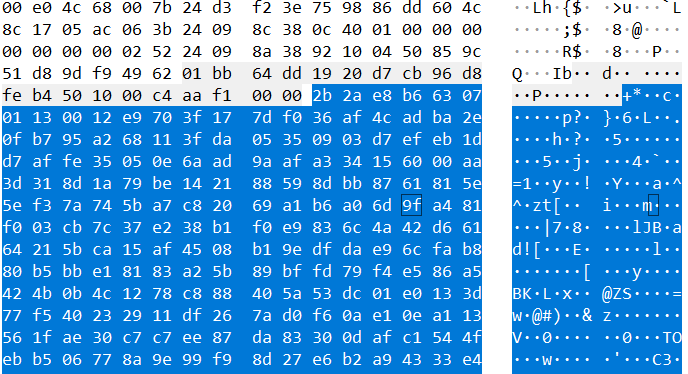 00 e0 4c 68 00 7b 24 d3 f2 3e 75 98 86 dd 60 4c ··Lh·{$··>u···`L
8c 17 05 ac 06 3b 24 09 8c 38 0c 40 01 00 00 00 ·····;$··8·@····
00 00 00 00 02 52 24 09 8a 38 92 10 04 50 85 9c ·····R$··8···P··
51 d8 9d f9 49 62 01 bb 64 dd 19 20 d7 cb 96 d8 Q···Ib··d·· ····
fe b4 50 10 00 c4 aa f1 00 00 2b 2a e8 b6 63 07 ··P·······+*··c·
01 13 00 12 e9 70 3f 17 7d f0 36 af 4c ad ba 2e ·····p?·}·6·L··.
0f b7 95 a2 68 11 3f da 05 35 09 03 d7 ef eb 1d ····h·?··5······
d7 af fe 35 05 0e 6a ad 9a af a3 34 15 60 00 aa ···5··j····4·`··
3d 31 8d 1a 79 be 14 21 88 59 8d bb 87 61 81 5e =1··y··!·Y···a·^
5e f3 7a 74 5b a7 c8 20 69 a1 b6 a0 6d 9f a4 81 ^·zt[·· i···m···
f0 03 cb 7c 37 e2 38 b1 f0 e9 83 6c 4a 42 d6 61 ···|7·8····lJB·a
64 21 5b ca 15 af 45 08 b1 9e df da e9 6c fa b8 d![···E······l··
80 b5 bb e1 81 83 a2 5b 89 bf fd 79 f4 e5 86 a5 ·······[···y····
42 4b 0b 4c 12 78 c8 88 40 5a 53 dc 01 e0 13 3d BK·L·x··@ZS····=
77 f5 40 23 29 11 df 26 7a d0 f6 0a e1 0e a1 13 w·@#)··&z·······
56 1f ae 30 c7 c7 ee 87 da 83 30 0d af c1 54 4f V··0······0···TO
eb b5 06 77 8a 9e 99 f9 8d 27 e6 b2 a9 43 33 e4 ···w·····'···C3·